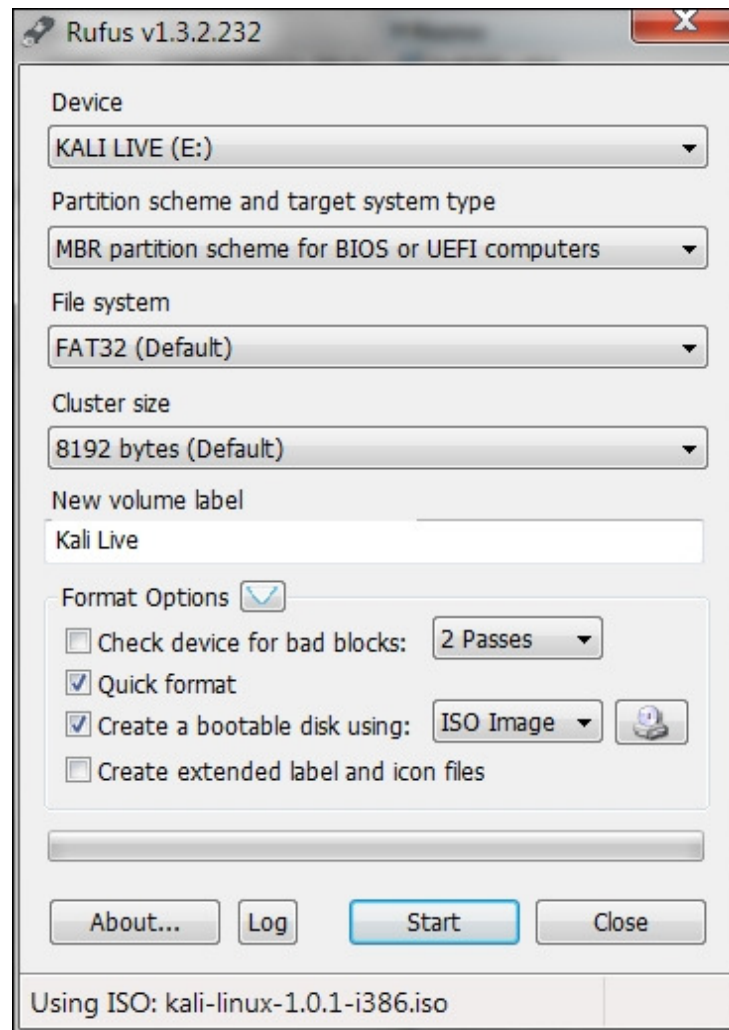 Rufus v1.3.2.232
Device
KALI LIVE (E:)
Partition scheme and target system type
MBR partition scheme for BIOS or UEFI computers
File system
FAT32 (Default)
Cluster size
8192 bytes (Default)
New volume label
Kali Live
Format Options
Check device for bad blocks: 2 Passes
Quick format
Create a bootable disk using: ISO Image
Create extended label and icon files
About... Log Start Close
Using ISO: kali-linux-1.0.1-i386.iso